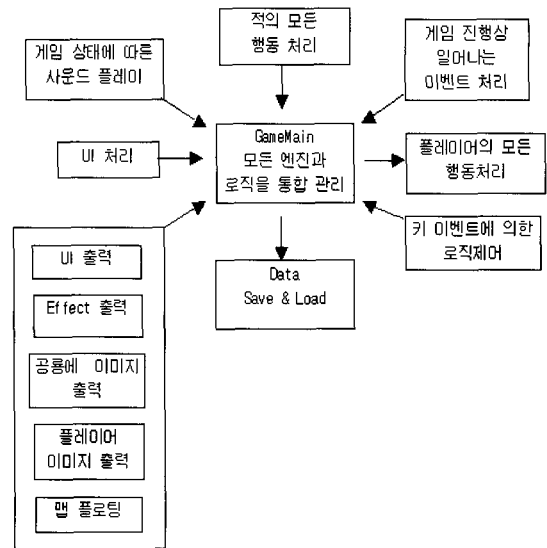 게임 상태에 따른
사운드 플레이
적의 모든
행동 처리
게임 진행상
일어나는
이벤트 처리
UI 처리
GameMain
모든 엔진과
로직을 통합 관리
플레이어의 모든
행동처리
키 이벤트에 의한
로직제어
Data
Save & Load
UI 출력
Effect 출력
공룡에 이미지
출력
플레이어
이미지 출력
맵 플로팅